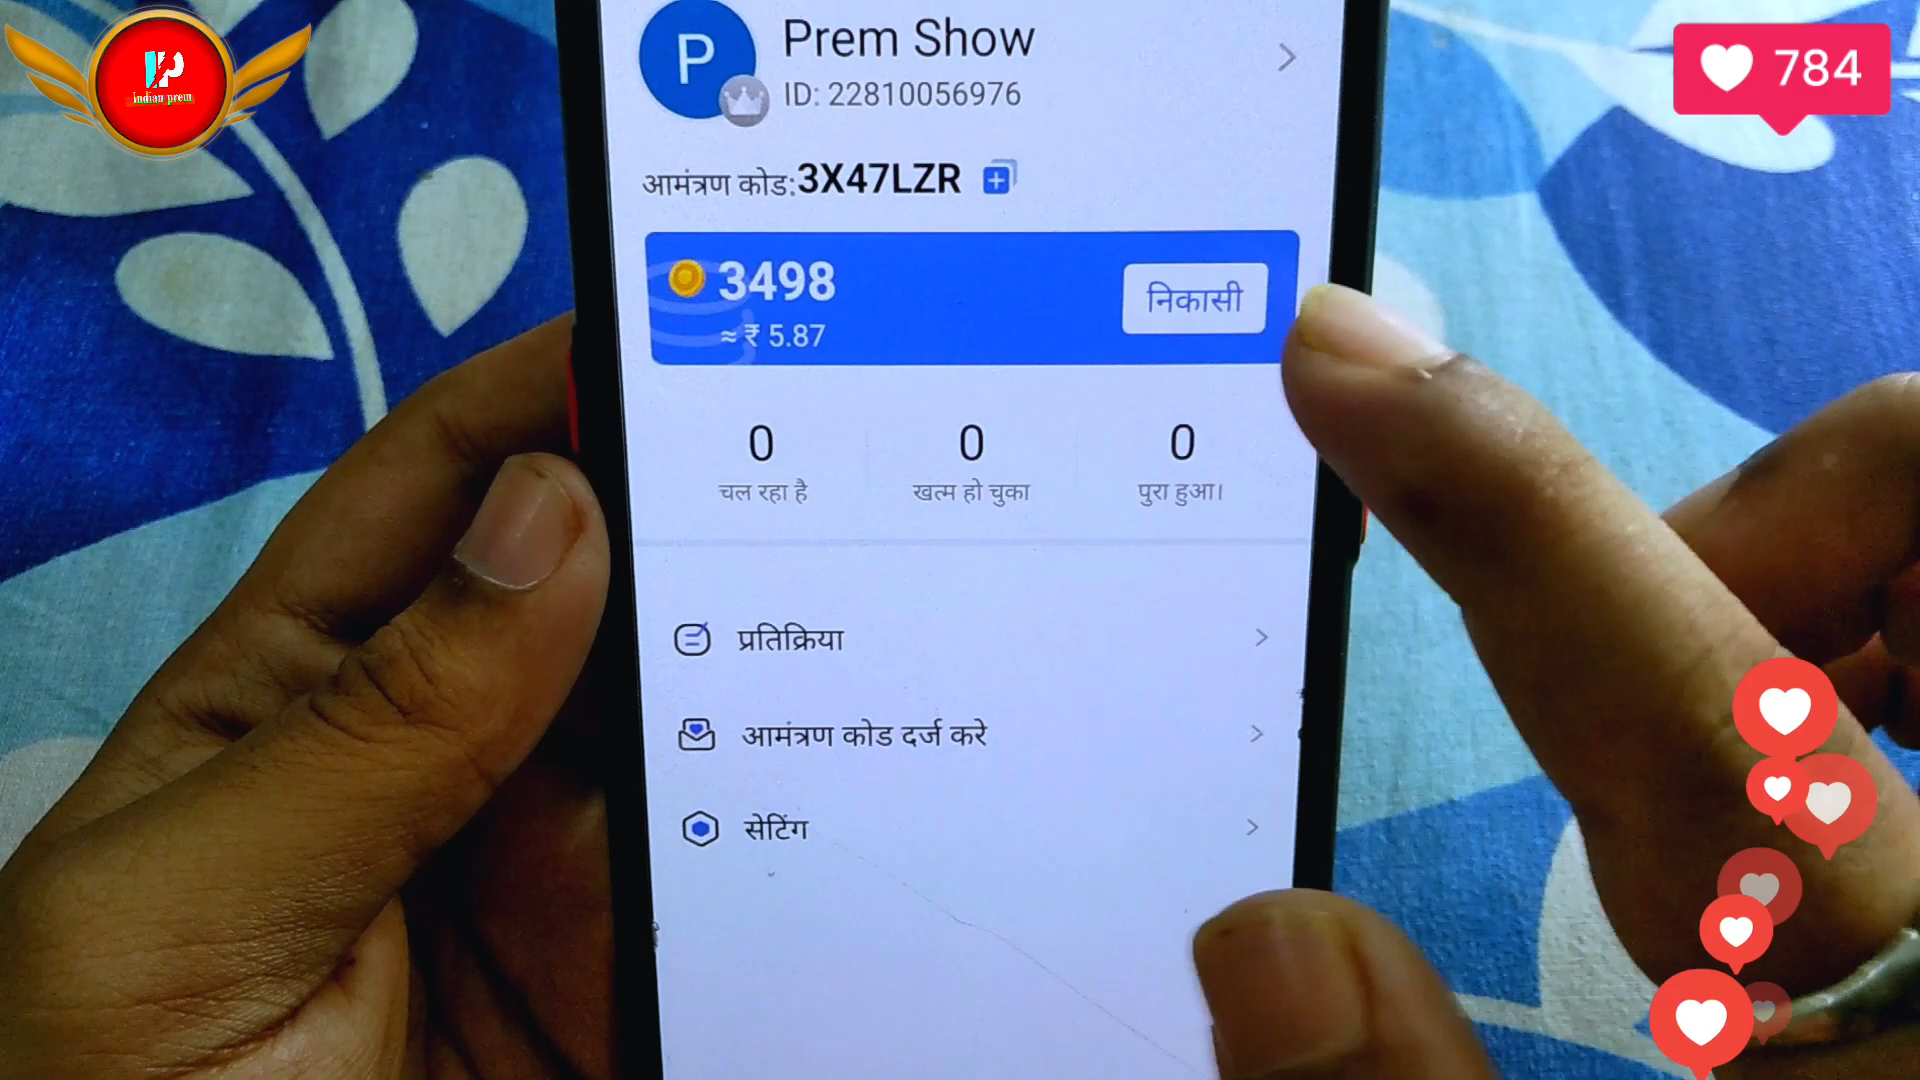 Indian prem
784
P
Prem Show
ID: 22810056976
आमंत्रण कोड:3X47LZR
3498
≈ ₹ 5.87
निकासी
0
0
0
चल रहा है
खत्म हो चुका
पुरा हुआ।
प्रतिक्रिया
आमंत्रण कोड दर्ज करे
सेटिंग